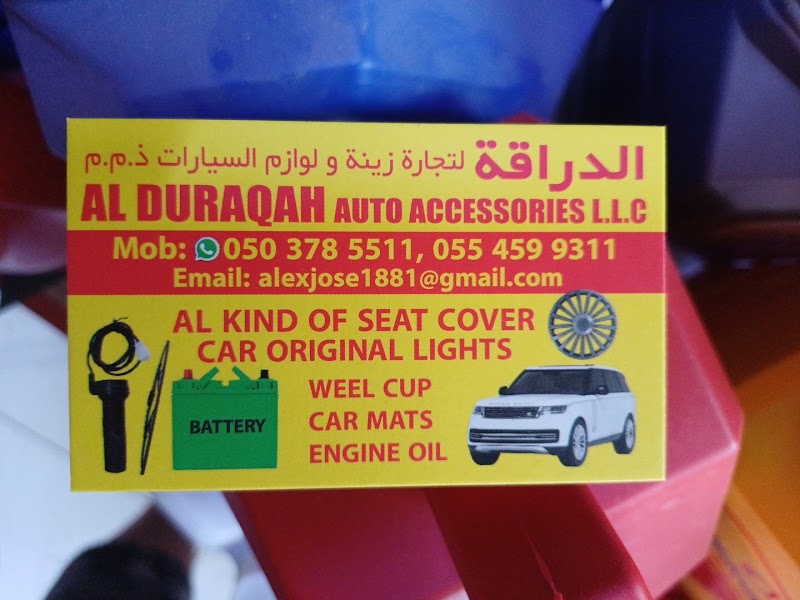 الدراقة لتجارة زينة و لوازم السيارات ذ.م.م
AL DURAQAH AUTO ACCESSORIES L.L.C
Mob: 050 378 5511, 055 459 9311
Email: alexjose1881@gmail.com
AL KIND OF SEAT COVER
CAR ORIGINAL LIGHTS
WEEL CUP
CAR MATS
ENGINE OIL
BATTERY